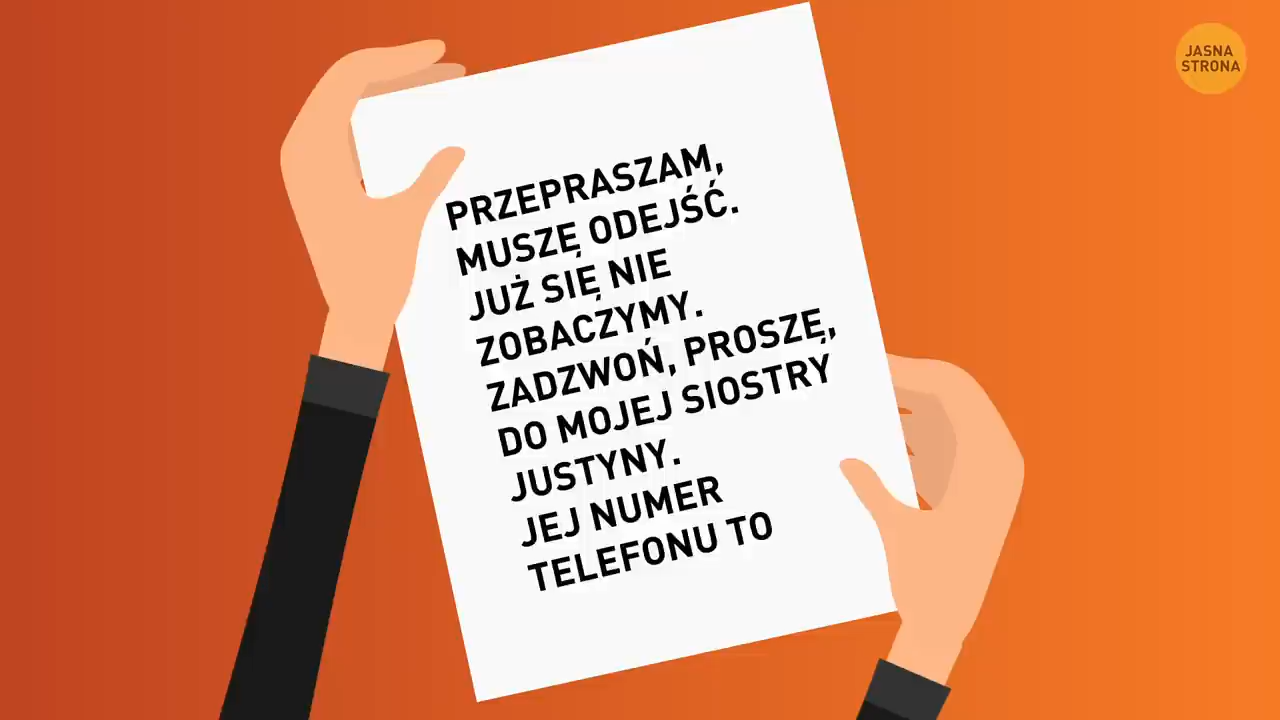 JASNA
STRONA
PRZEPRASZAM,
MUSZĘ ODEJŚĆ.
JUŻ SIĘ NIE
ZOBACZYMY.
ZADZWOŃ, PROSZĘ,
DO MOJEJ SIOSTRY
JUSTYNY.
JEJ NUMER
TELEFONU TO